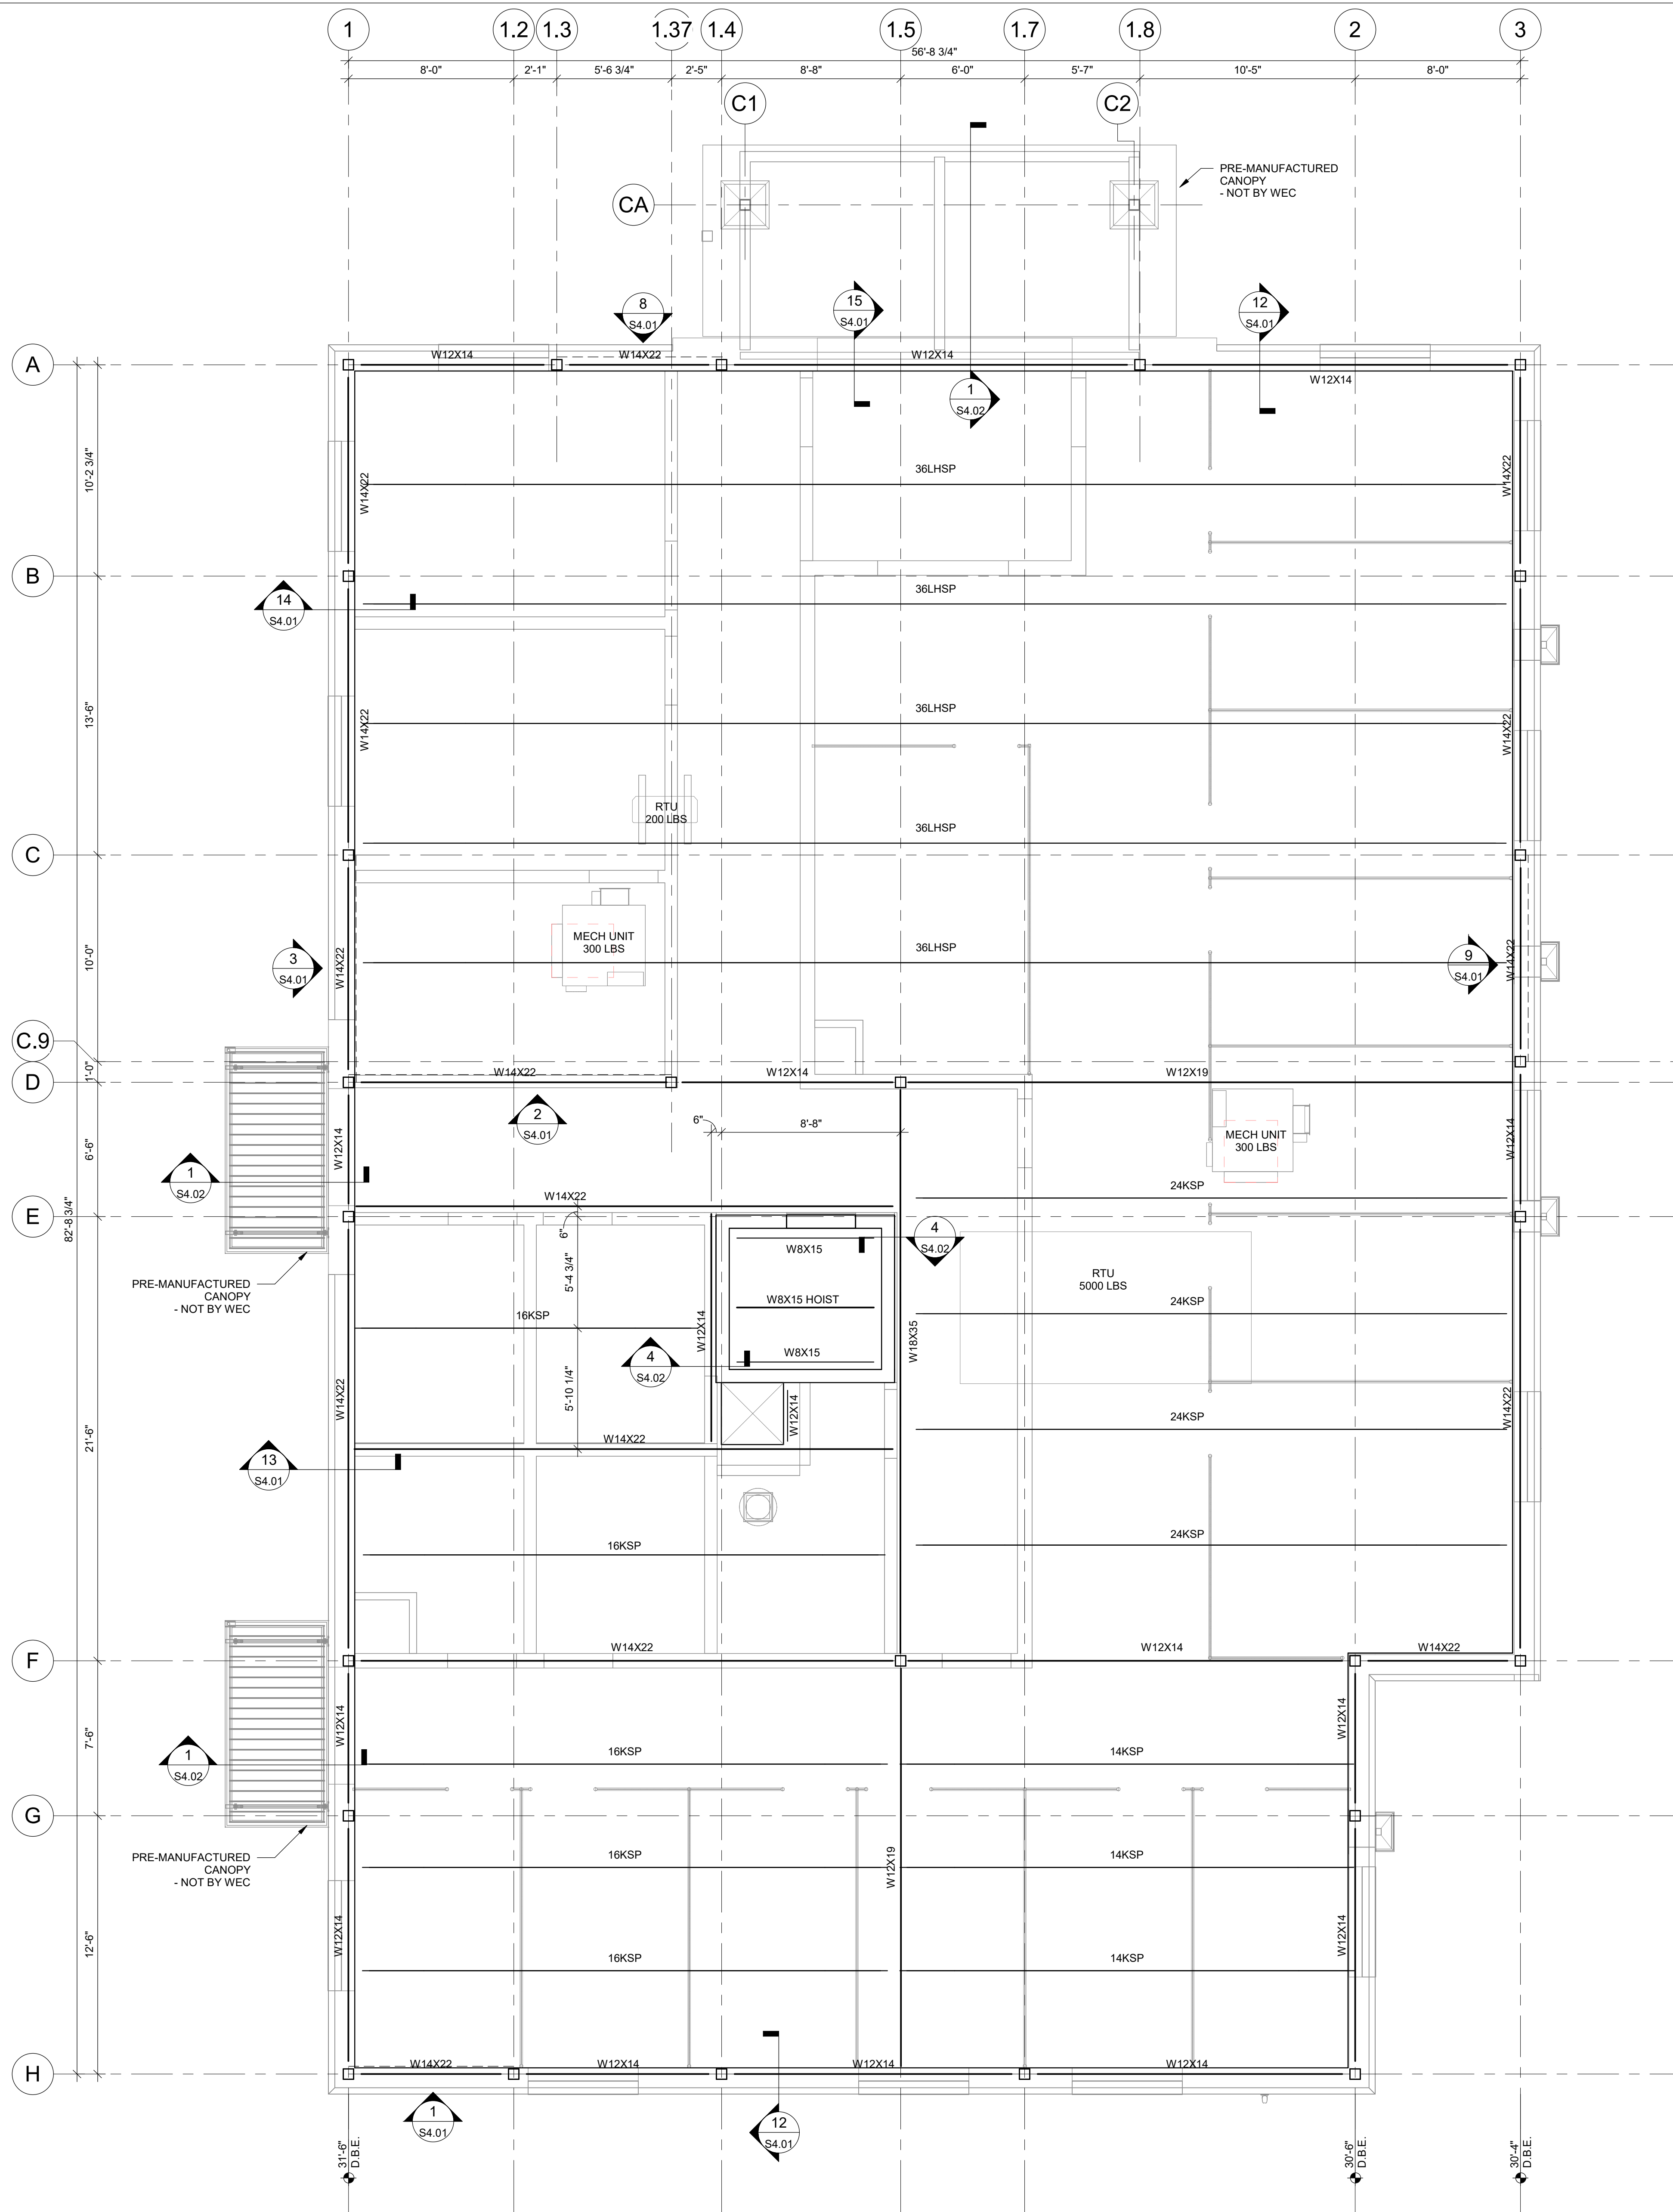 1
1.2
1.3
1.37
1.4
1.5
1.7
1.8
2
3
56'-8 3/4"
8'-0"
2'-1"
5'-6 3/4"
2'-5"
8'-8"
6'-0"
5'-7"
10'-5"
8'-0"
C1
C2
PRE-MANUFACTURED
CANOPY
- NOT BY WEC
CA
8
S4.01
15
S4.01
12
S4.01
A
W12X14
W14X22
W12X14
W12X14
1
S4.02
10'-2 3/4"
W14X22
36LHSP
W14X22
B
14
S4.01
36LHSP
13'-6"
W14X22
36LHSP
W14X22
RTU
200 LBS
36LHSP
C
MECH UNIT
300 LBS
10'-0"
3
S4.01
W14X22
36LHSP
9
S4.01
W14X22
C.9
1'-0"
D
W14X22
W12X14
W12X19
2
S4.01
6"
8'-8"
6'-6"
W12X14
MECH UNIT
300 LBS
W12X14
1
S4.02
82'-8 3/4"
24KSP
W14X22
E
6"
W8X15
4
S4.02
5'-4 3/4"
RTU
5000 LBS
PRE-MANUFACTURED
CANOPY
- NOT BY WEC
W8X15 HOIST
16KSP
24KSP
W12X14
W18X35
W8X15
4
S4.02
5'-10 1/4"
W14X22
W12X14
24KSP
W14X22
21'-6"
W14X22
13
S4.01
16KSP
24KSP
F
W14X22
W12X14
W14X22
7'-6"
W12X14
W12X14
1
S4.02
16KSP
14KSP
G
PRE-MANUFACTURED
CANOPY
- NOT BY WEC
16KSP
W12X19
14KSP
12'-6"
W12X14
W12X14
16KSP
14KSP
H
W14X22
W12X14
W12X14
W12X14
1
S4.01
12
S4.01
31'-6"
D.B.E.
30'-6"
D.B.E.
30'-4"
D.B.E.